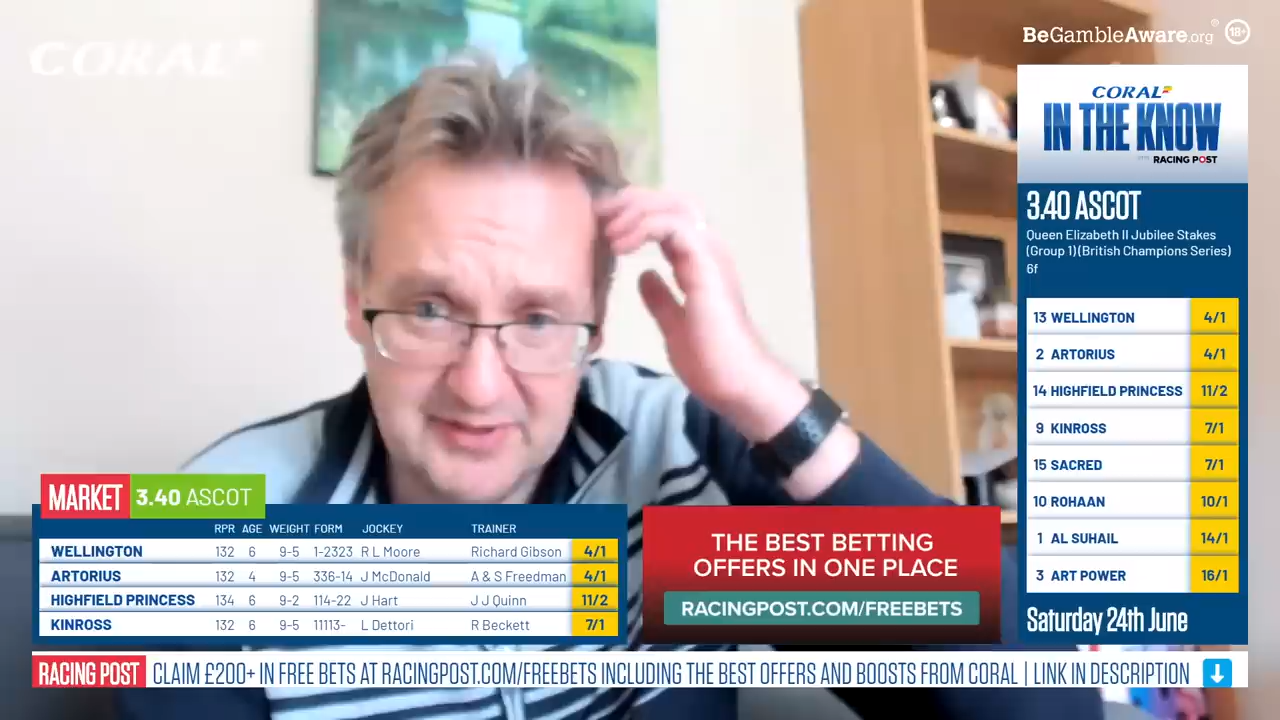 CORAL
BeGambleAware.org® 18+
CORAL
IN THE KNOW
WITH RACING POST
3.40 ASCOT
Queen Elizabeth II Jubilee Stakes
(Group 1)(British Champions Series)
6f
13 WELLINGTON 4/1
2 ARTORIUS 4/1
14 HIGHFIELD PRINCESS 11/2
9 KINROSS 7/1
15 SACRED 7/1
10 ROHAAN 10/1
1 AL SUHAIL 14/1
3 ART POWER 16/1
Saturday 24th June
MARKET 3.40 ASCOT
RPR AGE WEIGHT FORM JOCKEY TRAINER
WELLINGTON 132 6 9-5 1-2323 R L Moore Richard Gibson 4/1
ARTORIUS 132 4 9-5 336-14 J McDonald A & S Freedman 4/1
HIGHFIELD PRINCESS 134 6 9-2 114-22 J Hart J J Quinn 11/2
KINROSS 132 6 9-5 11113- L Dettori R Beckett 7/1
THE BEST BETTING
OFFERS IN ONE PLACE
RACINGPOST.COM/FREEBETS
RACING POST CLAIM £200+ IN FREE BETS AT RACINGPOST.COM/FREEBETS INCLUDING THE BEST OFFERS AND BOOSTS FROM CORAL | LINK IN DESCRIPTION